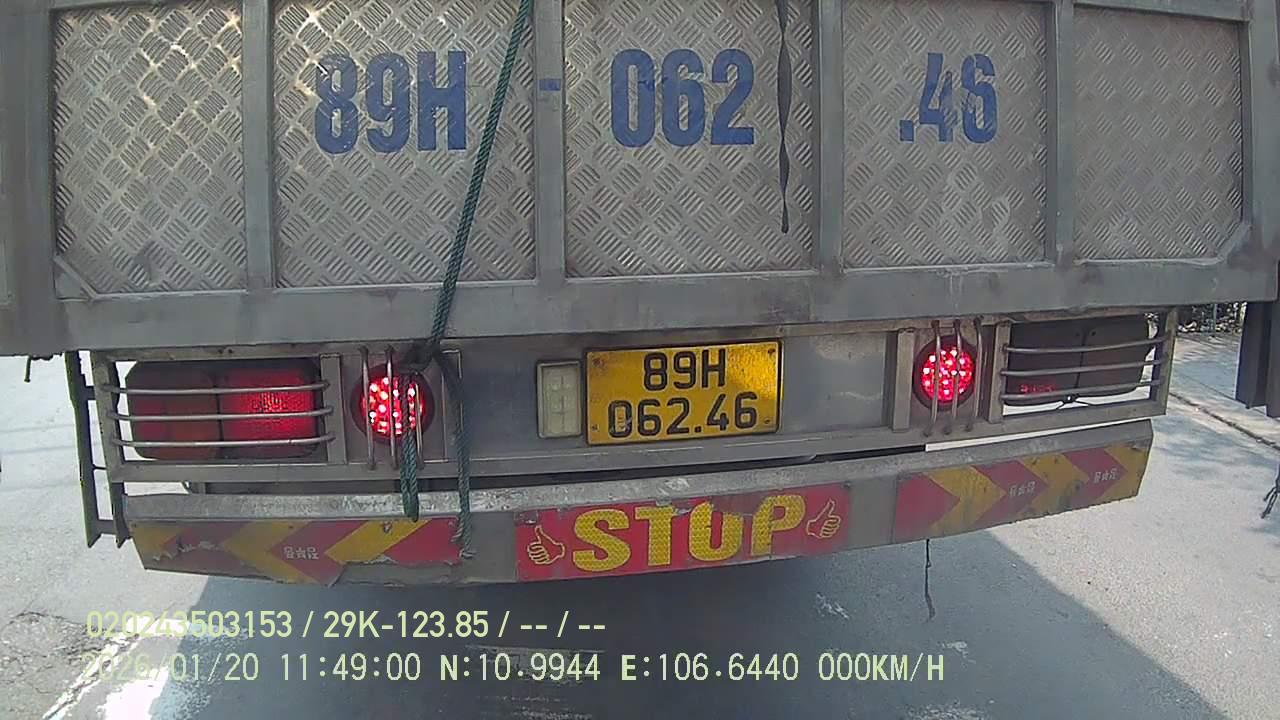 89H 062 .46
89H
062.46
STOP
020243503153 / 29K-123.85 / -- / --
2026/01/20 11:49:00 N:10.9944 E:106.6440 000KM/H